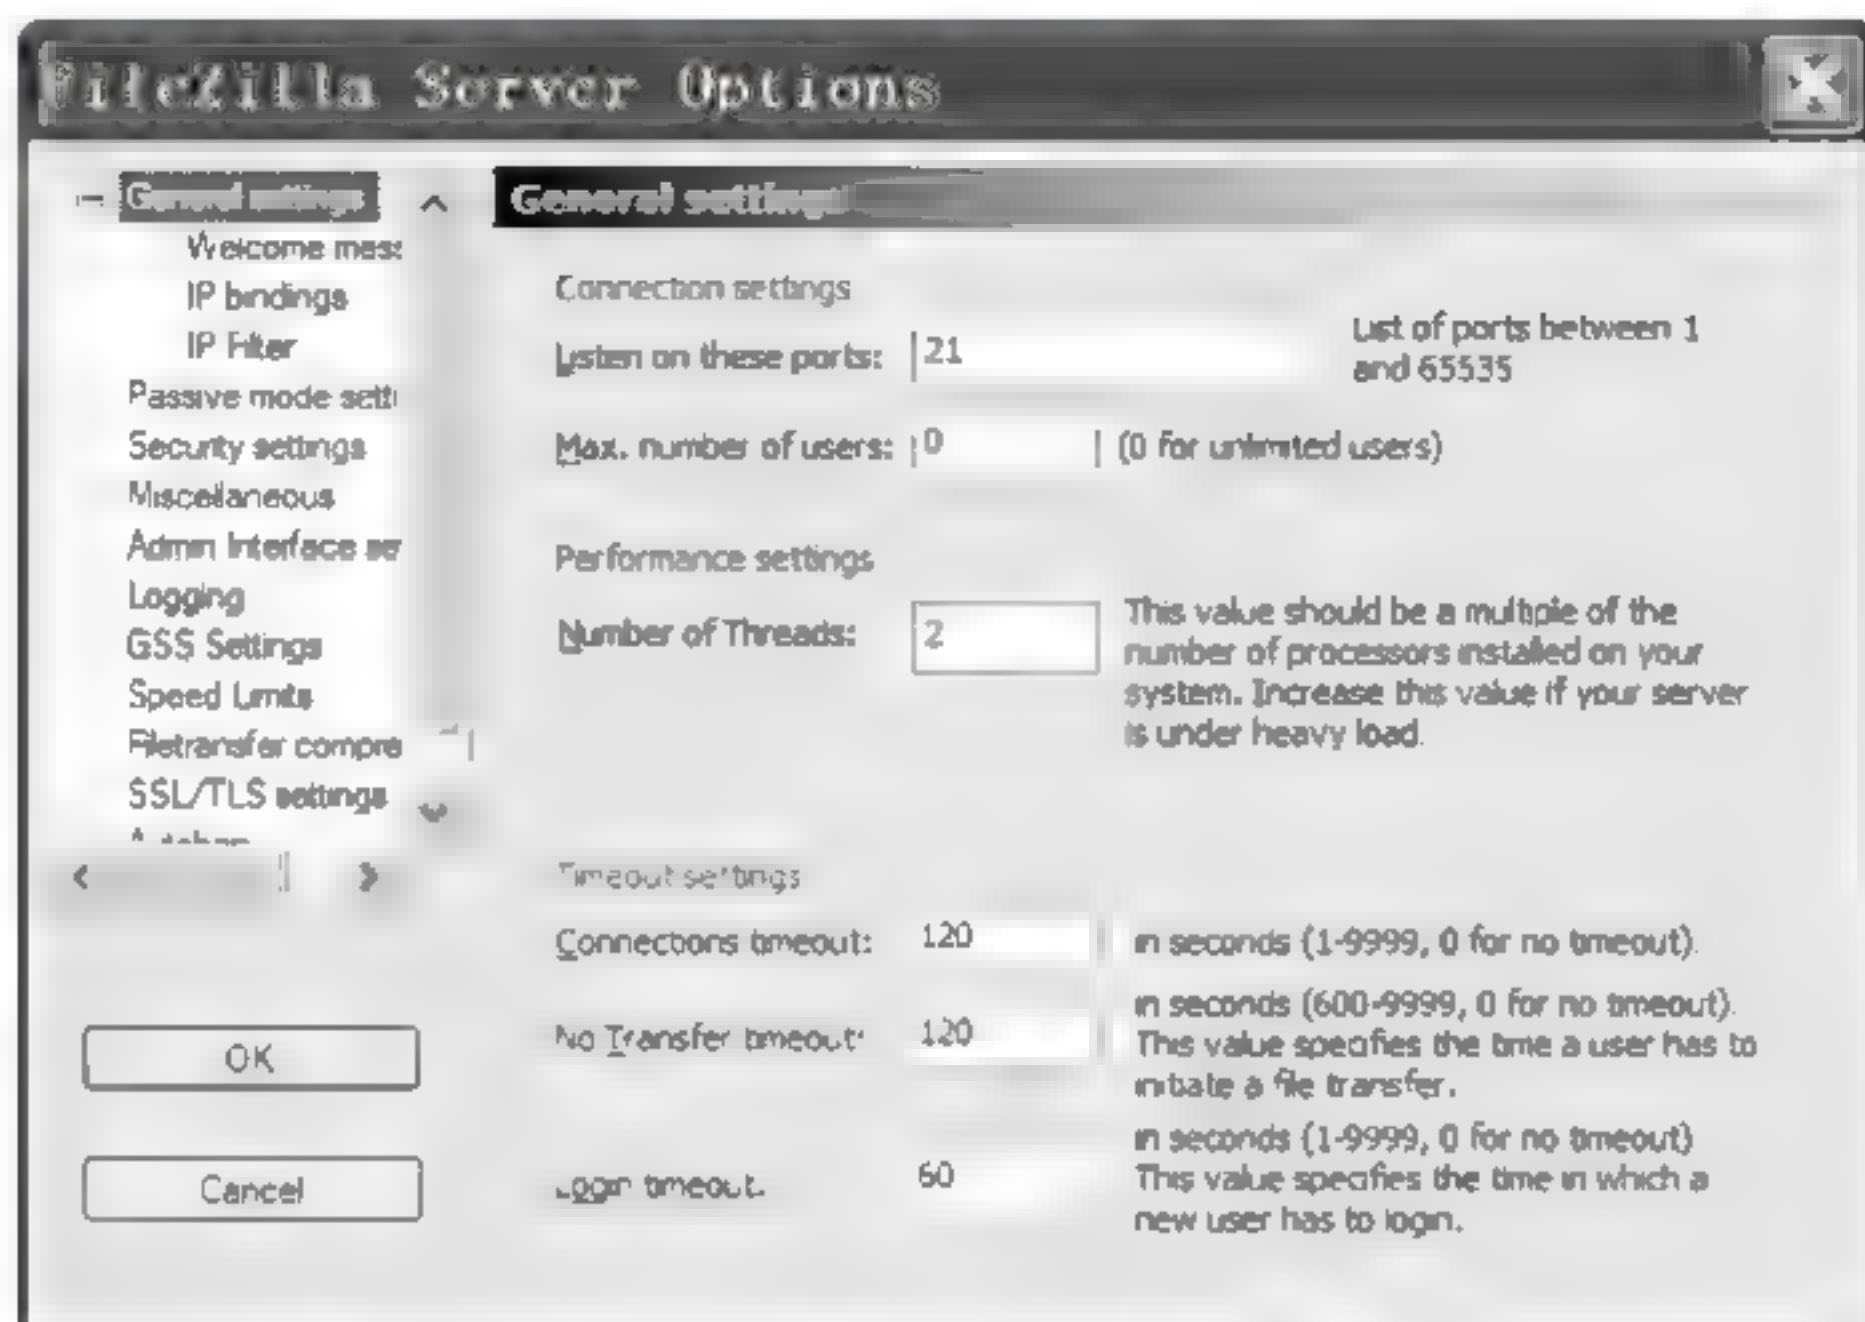 FileZilla Server Options
General settings
Welcome mess
IP bindings
IP Filter
Passive mode setti
Security settings
Miscellaneous
Admin Interface se
Logging
GSS Settings
Speed Limits
Filetransfer compre
SSL/TLS settings
OK
Cancel
General settings
Connection settings
Listen on these ports: 21 List of ports between 1
and 65535
Max. number of users: 0 (0 for unlimited users)
Performance settings
Number of Threads: 2 This value should be a multiple of the
number of processors installed on your
system. Increase this value if your server
is under heavy load.
Timeout settings
Connections timeout: 120 in seconds (1-9999, 0 for no timeout).
No Transfer timeout: 120 in seconds (600-9999, 0 for no timeout).
This value specifies the time a user has to
initiate a file transfer.
Login timeout: 60 in seconds (1-9999, 0 for no timeout)
This value specifies the time in which a
new user has to login.